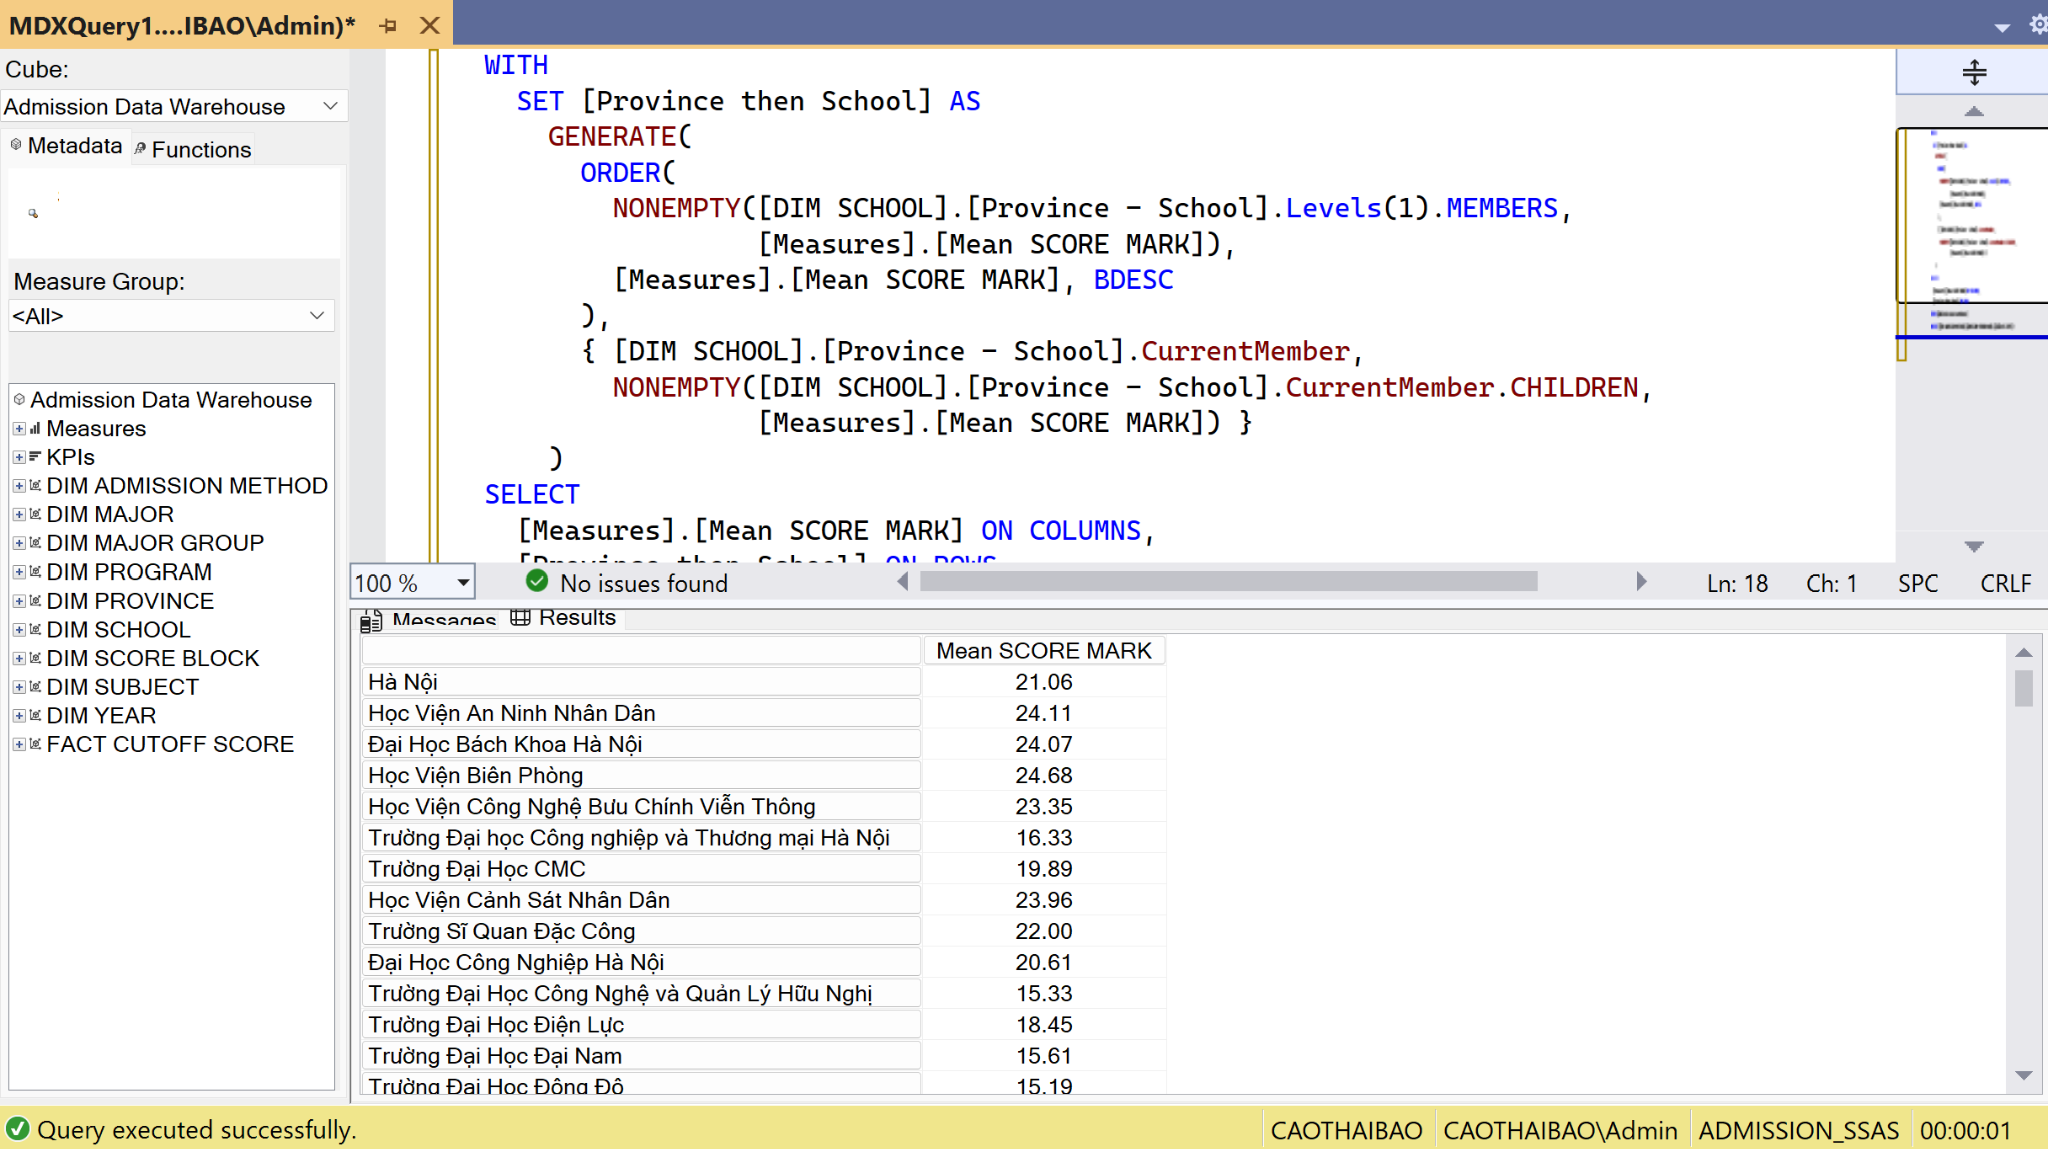 MDXQuery1....IBAO\Admin)*
Cube:
Admission Data Warehouse
Metadata
Functions
Measure Group:
<All>
Admission Data Warehouse
Measures
KPIs
DIM ADMISSION METHOD
DIM MAJOR
DIM MAJOR GROUP
DIM PROGRAM
DIM PROVINCE
DIM SCHOOL
DIM SCORE BLOCK
DIM SUBJECT
DIM YEAR
FACT CUTOFF SCORE
WITH
SET [Province then School] AS
GENERATE(
ORDER(
NONEMPTY([DIM SCHOOL].[Province - School].Levels(1).MEMBERS,
[Measures].[Mean SCORE MARK]),
[Measures].[Mean SCORE MARK], BDESC
),
{ [DIM SCHOOL].[Province - School].CurrentMember,
NONEMPTY([DIM SCHOOL].[Province - School].CurrentMember.CHILDREN,
[Measures].[Mean SCORE MARK]) }
)
SELECT
[Measures].[Mean SCORE MARK] ON COLUMNS,
[Province then School] ON ROWS
100 %
No issues found
Ln: 18 Ch: 1 SPC CRLF
Messages
Results
Mean SCORE MARK
Hà Nội 21.06
Học Viện An Ninh Nhân Dân 24.11
Đại Học Bách Khoa Hà Nội 24.07
Học Viện Biên Phòng 24.68
Học Viện Công Nghệ Bưu Chính Viễn Thông 23.35
Trường Đại học Công nghiệp và Thương mại Hà Nội 16.33
Trường Đại Học CMC 19.89
Học Viện Cảnh Sát Nhân Dân 23.96
Trường Sĩ Quan Đặc Công 22.00
Đại Học Công Nghiệp Hà Nội 20.61
Trường Đại Học Công Nghệ và Quản Lý Hữu Nghị 15.33
Trường Đại Học Điện Lực 18.45
Trường Đại Học Đại Nam 15.61
Trường Đại Học Đông Đô 15.19
Query executed successfully.
CAOTHAIBAO CAOTHAIBAO\Admin ADMISSION_SSAS 00:00:01